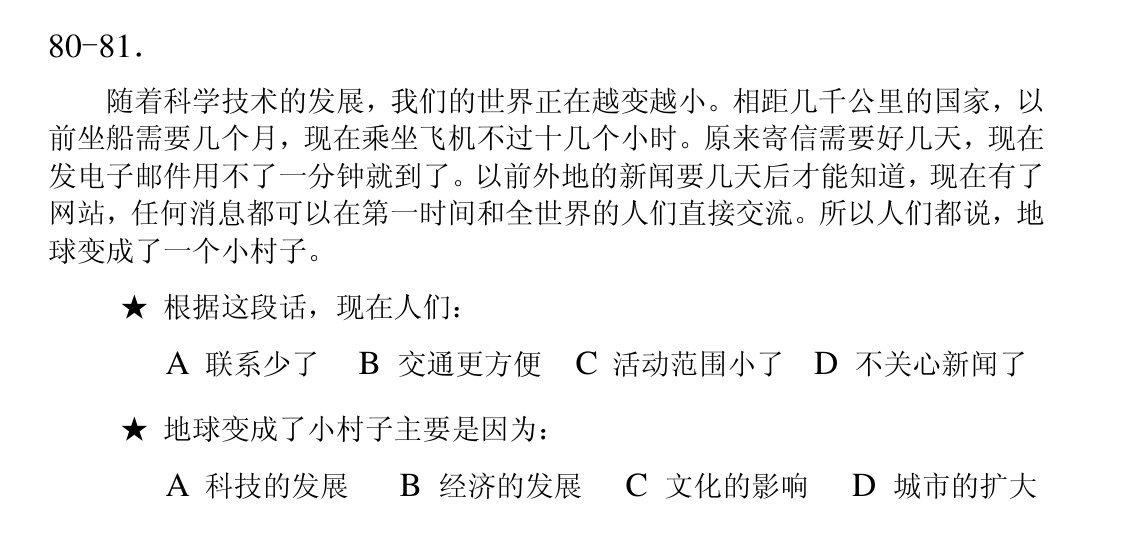 80-81.
随着科学技术的发展，我们的世界正在越变越小。相距几千公里的国家，以
前坐船需要几个月，现在乘坐飞机不过十几个小时。原来寄信需要好几天，现在
发电子邮件用不了一分钟就到了。以前外地的新闻要几天后才能知道，现在有了
网站，任何消息都可以在第一时间和全世界的人们直接交流。所以人们都说，地
球变成了一个小村子。
★ 根据这段话，现在人们：
A 联系少了 B 交通更方便 C 活动范围小了 D 不关心新闻了
★ 地球变成了小村子主要是因为：
A 科技的发展 B 经济的发展 C 文化的影响 D 城市的扩大